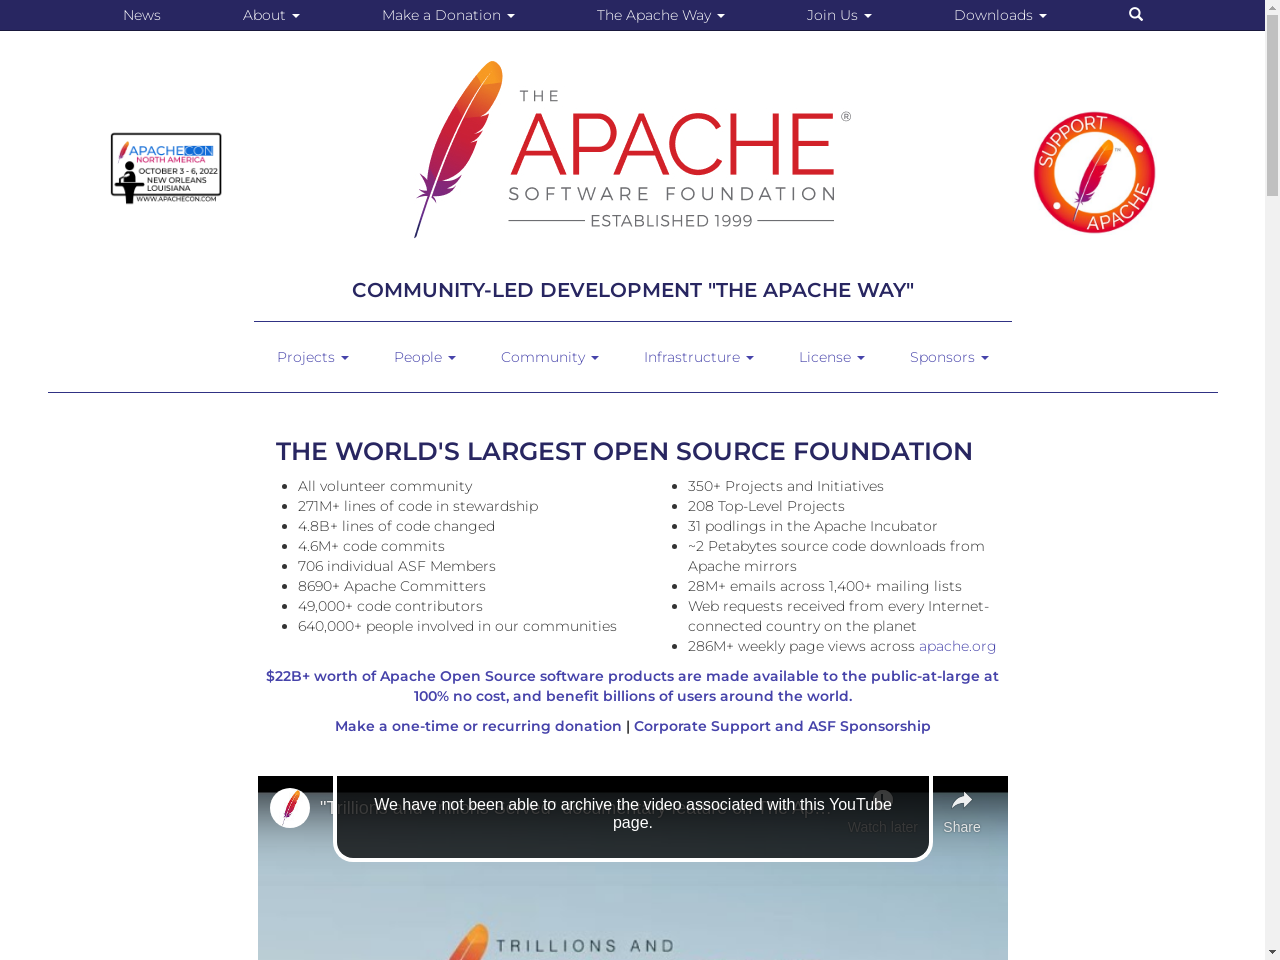 News About Make a Donation The Apache Way Join Us Downloads
APACHECON
NORTH AMERICA
OCTOBER 3 - 6, 2022
NEW ORLEANS
LOUISIANA
WWW.APACHECON.COM
THE
APACHE®
SOFTWARE FOUNDATION
ESTABLISHED 1999
SUPPORT
APACHE
TM
COMMUNITY-LED DEVELOPMENT "THE APACHE WAY"
Projects People Community Infrastructure License Sponsors
THE WORLD'S LARGEST OPEN SOURCE FOUNDATION
All volunteer community
271M+ lines of code in stewardship
4.8B+ lines of code changed
4.6M+ code commits
706 individual ASF Members
8690+ Apache Committers
49,000+ code contributors
640,000+ people involved in our communities
350+ Projects and Initiatives
208 Top-Level Projects
31 podlings in the Apache Incubator
~2 Petabytes source code downloads from
Apache mirrors
28M+ emails across 1,400+ mailing lists
Web requests received from every Internet-
connected country on the planet
286M+ weekly page views across apache.org
$22B+ worth of Apache Open Source software products are made available to the public-at-large at
100% no cost, and benefit billions of users around the world.
Make a one-time or recurring donation | Corporate Support and ASF Sponsorship
"Trillions and Trillions Served" documentary feature on The Ap...
We have not been able to archive the video associated with this YouTube
page.
Watch later
Share
TRILLIONS AND